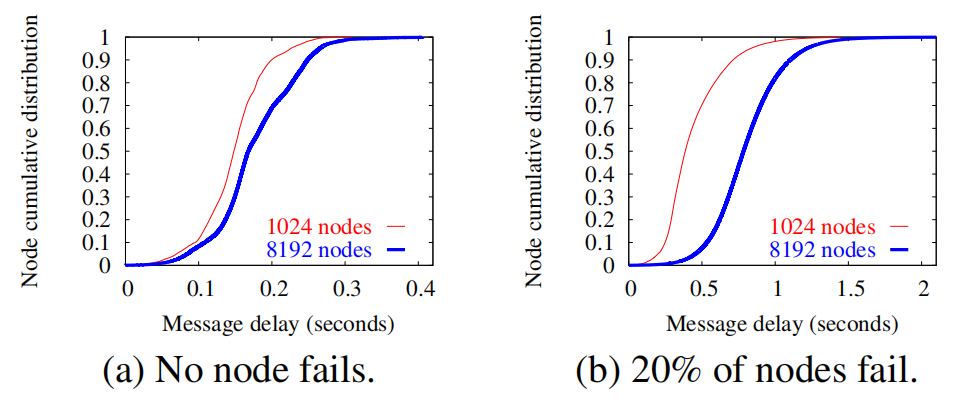 Node cumulative distribution
1
0.9
0.8
0.7
0.6
0.5
0.4
0.3
0.2
0.1
0
1024 nodes
8192 nodes
0 0.1 0.2 0.3 0.4
Message delay (seconds)
(a) No node fails.
Node cumulative distribution
1
0.9
0.8
0.7
0.6
0.5
0.4
0.3
0.2
0.1
0
1024 nodes
8192 nodes
0 0.5 1 1.5 2
Message delay (seconds)
(b) 20% of nodes fail.